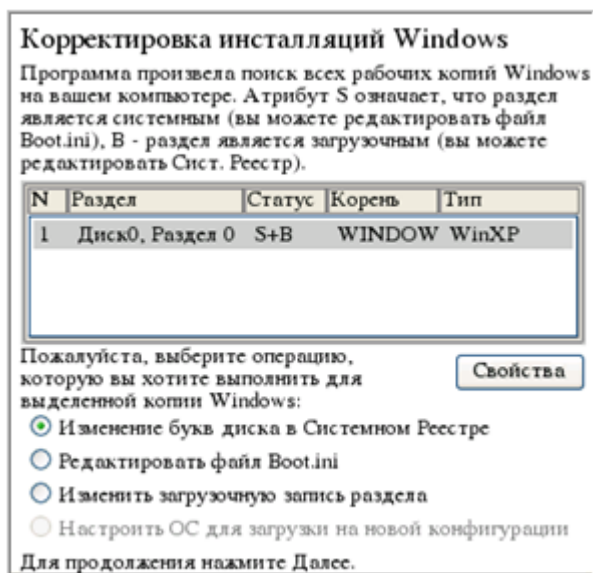 Корректировка инсталляций Windows
Программа произвела поиск всех рабочих копий Windows
на вашем компьютере. Атрибут S означает, что раздел
является системным (вы можете редактировать файл
Boot.ini), B - раздел является загрузочным (вы можете
редактировать Сист. Реестр).
N Раздел Статус Корень Тип
1 Диск0, Раздел 0 S+B WINDOW WinXP
Пожалуйста, выберите операцию,
которую вы хотите выполнить для
выделенной копии Windows:
Свойства
Изменение букв диска в Системном Реестре
Редактировать файл Boot.ini
Изменить загрузочную запись раздела
Настроить ОС для загрузки на новой конфигурации
Для продолжения нажмите Далее.